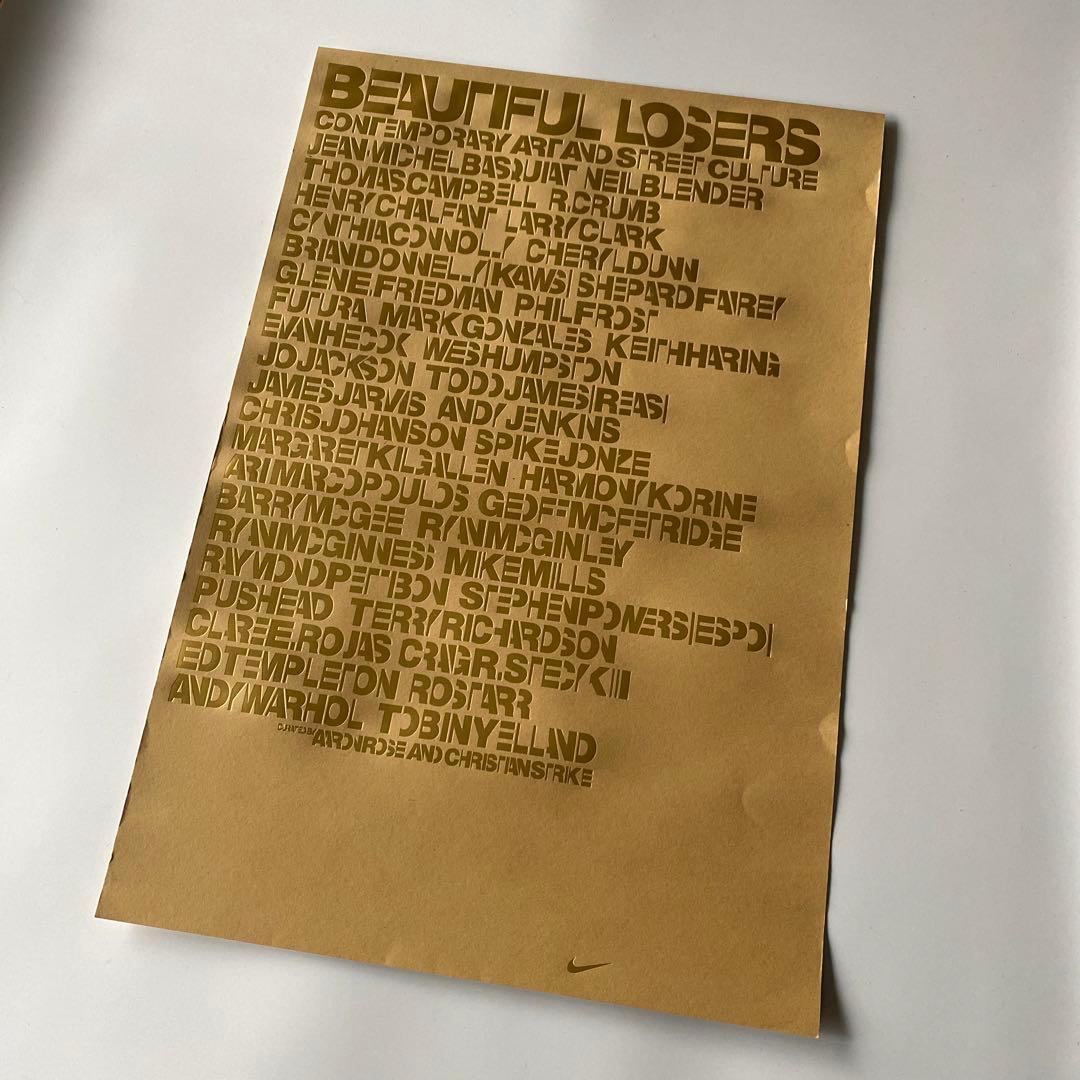 BEAUTIFUL LOSERS
CONTEMPORARY ART AND STREET CULTURE
JEAN MICHEL BASQUIAT NEIL BLENDER
THOMAS CAMPBELL R.CRUMB
HENRY CHALFANT LARRY CLARK
CYNTHIA CONNOLLY CHERYL DUNN
BRIAN DONNELLY |KAWS| SHEPARD FAIREY
GLEN E FRIEDMAN PHIL FROST
FUTURA MARK GONZALES KEITH HARING
EVAN HECOX WES HUMPSTON
JO JACKSON TODD JAMES |REAS|
JAMES JARVIS ANDY JENKINS
CHRIS JOHANSON SPIKE JONZE
MARGARET KILGALLEN HARMONY KORINE
ARI MARCOPOULOS GEOFF MCFETRIDGE
BARRY MCGEE RYAN MCGINLEY
RYAN MCGINNESS MIKE MILLS
RAYMOND PETTIBON STEPHEN POWERS |ESPO|
PUSHEAD TERRY RICHARDSON
CLARE E. ROJAS CRAIG R. STECYK III
ED TEMPLETON ROSTARR
ANDY WARHOL TOBIN YELLAND
CURATED BY AARON ROSE AND CHRISTIAN STRIKE